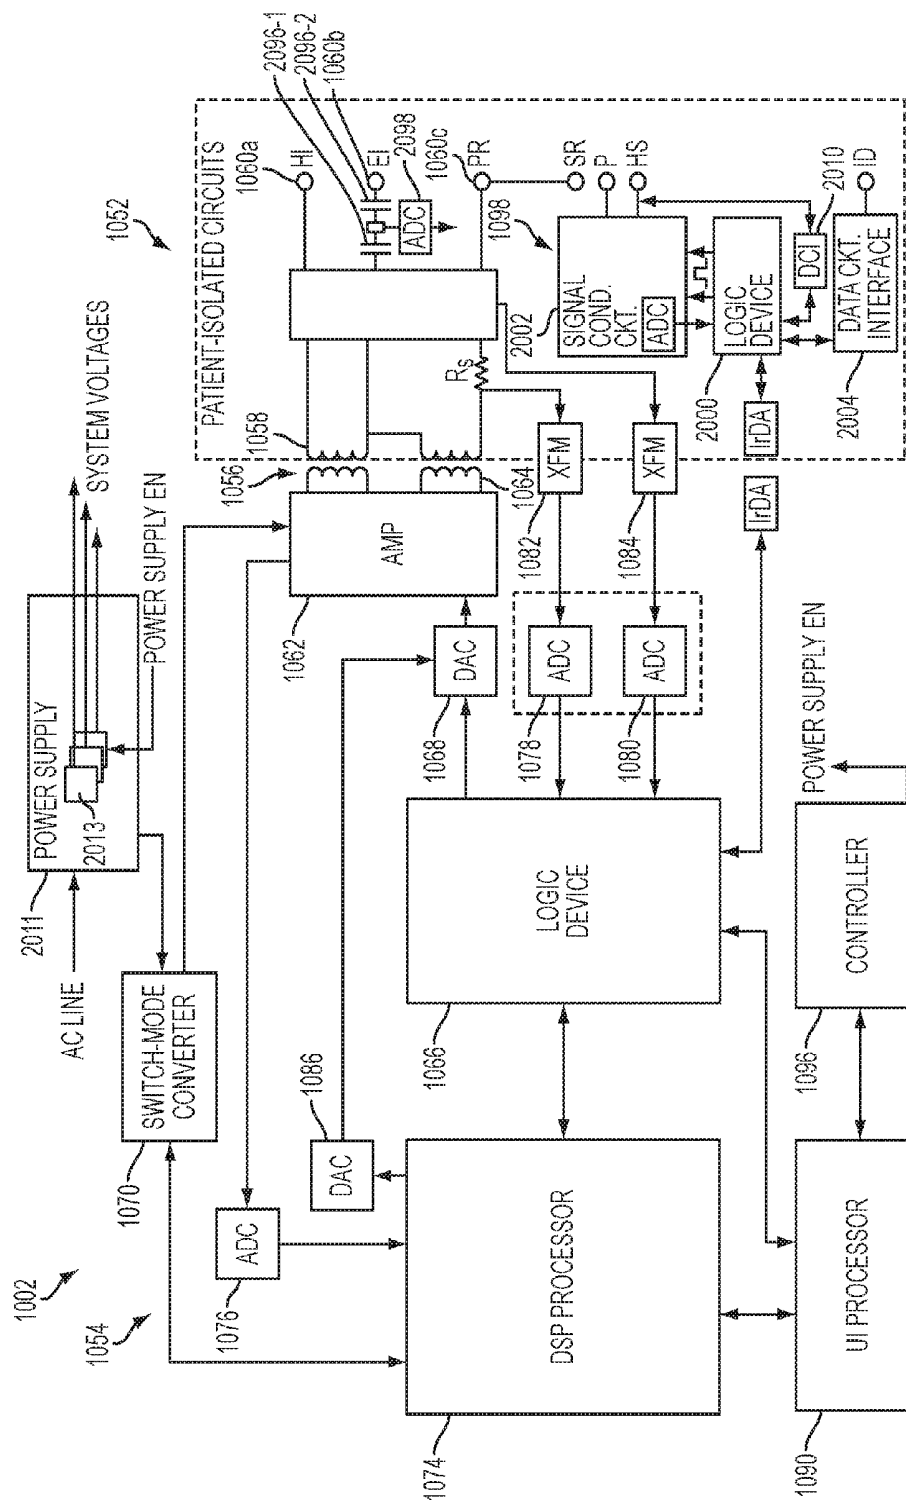 1002
1054
1052
AC LINE
2011
POWER SUPPLY
2013
SYSTEM VOLTAGES
POWER SUPPLY EN
1070
SWITCH-MODE
CONVERTER
1076
ADC
1086
DAC
1062
AMP
1056
1058
1064
1068
DAC
PATIENT-ISOLATED CIRCUITS
1060a
HI
2096-1
2096-2
1060b
EI
ADC
2098
1060c
PR
RS
SR
P
HS
1098
2002
SIGNAL
COND.
CKT.
ADC
2000
LOGIC
DEVICE
DCI
2010
2004
DATA CKT.
INTERFACE
ID
IrDA
IrDA
1082
XFM
1084
XFM
1078
ADC
1080
ADC
1066
LOGIC
DEVICE
1074
DSP PROCESSOR
1090
UI PROCESSOR
1096
CONTROLLER
POWER SUPPLY EN